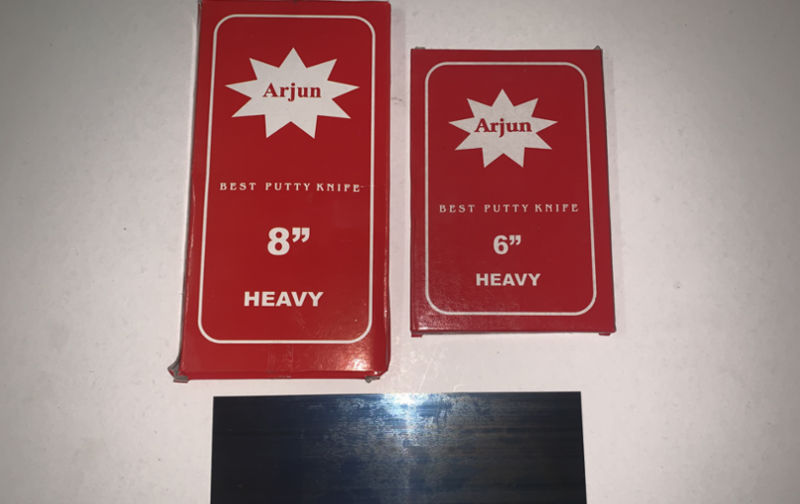 Arjun
BEST PUTTY KNIFE
8”
HEAVY
Arjun
BEST PUTTY KNIFE
6”
HEAVY